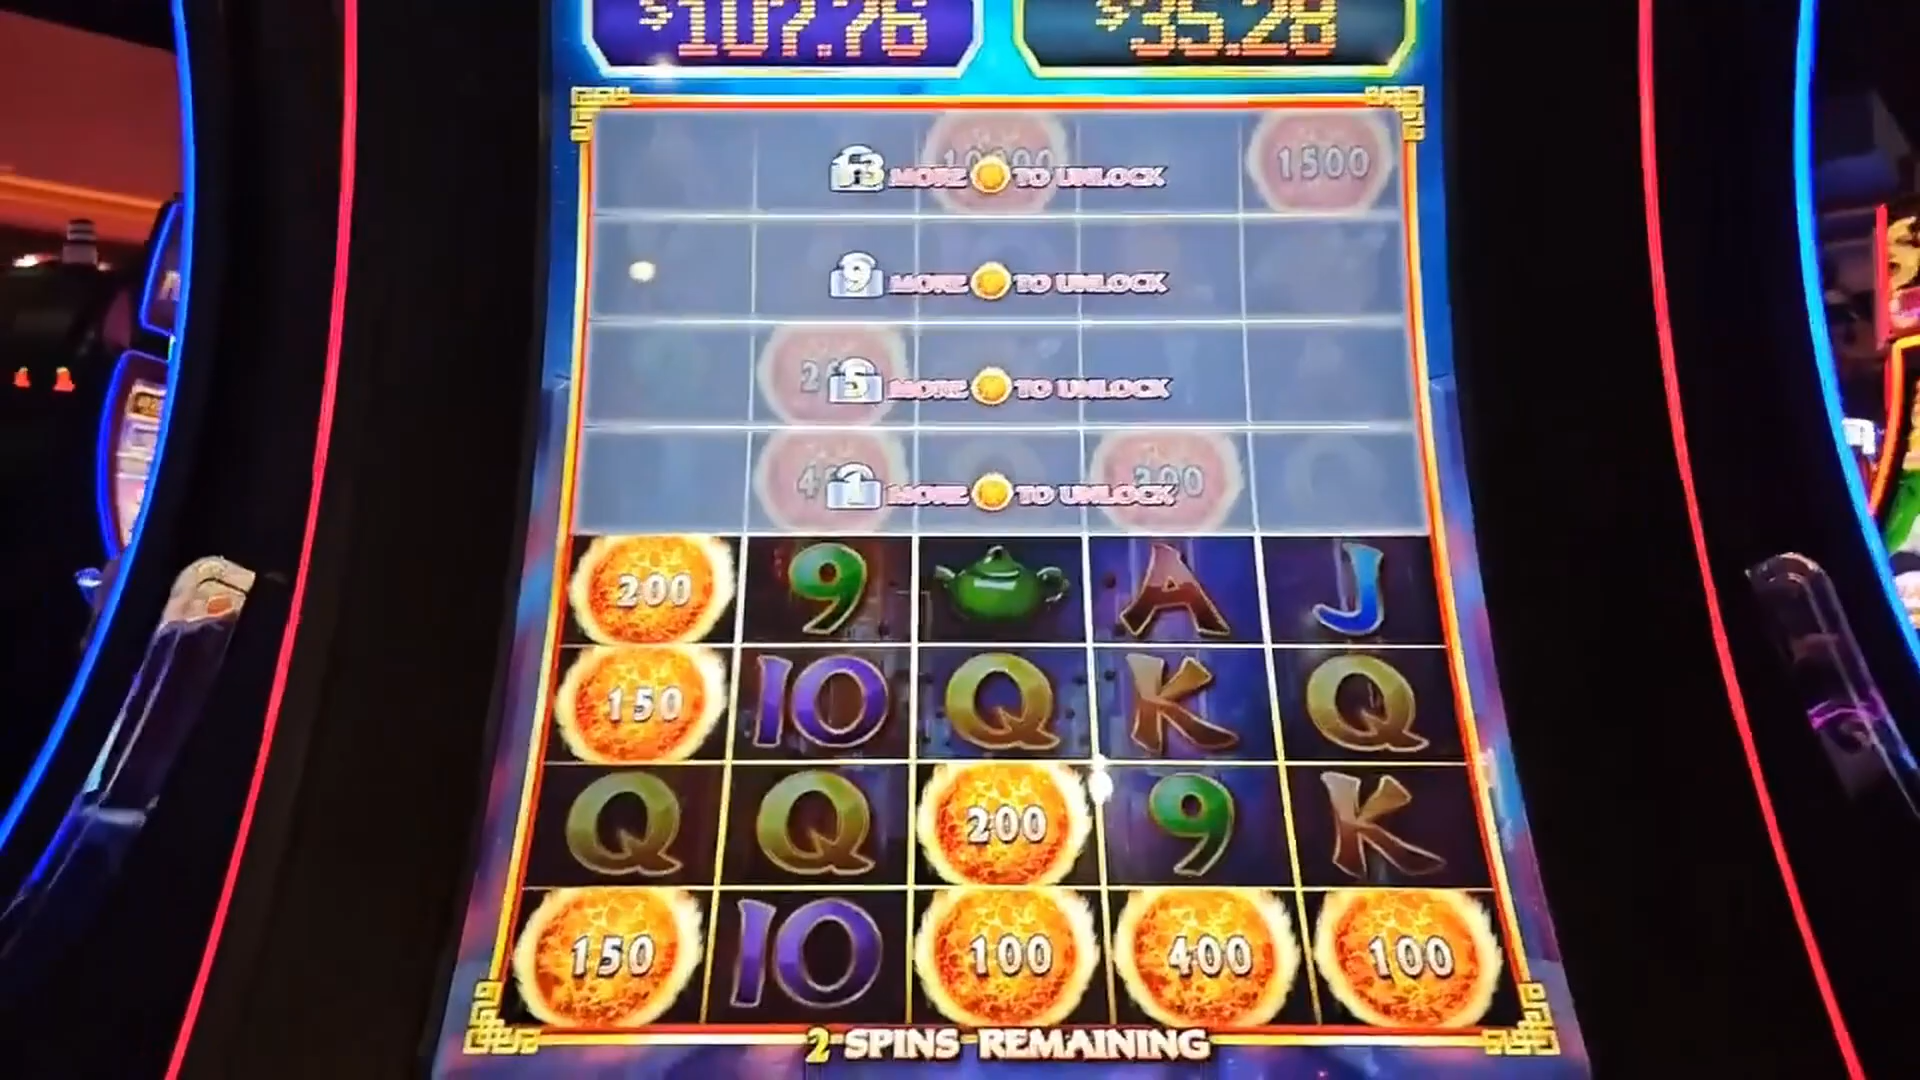 $107.76 $35.28
13 MORE TO UNLOCK 1500
9 MORE TO UNLOCK
5 MORE TO UNLOCK
1 MORE TO UNLOCK
200 9 A J
150 10 Q K Q
Q Q 200 9 K
150 10 100 400 100
2 SPINS REMAINING